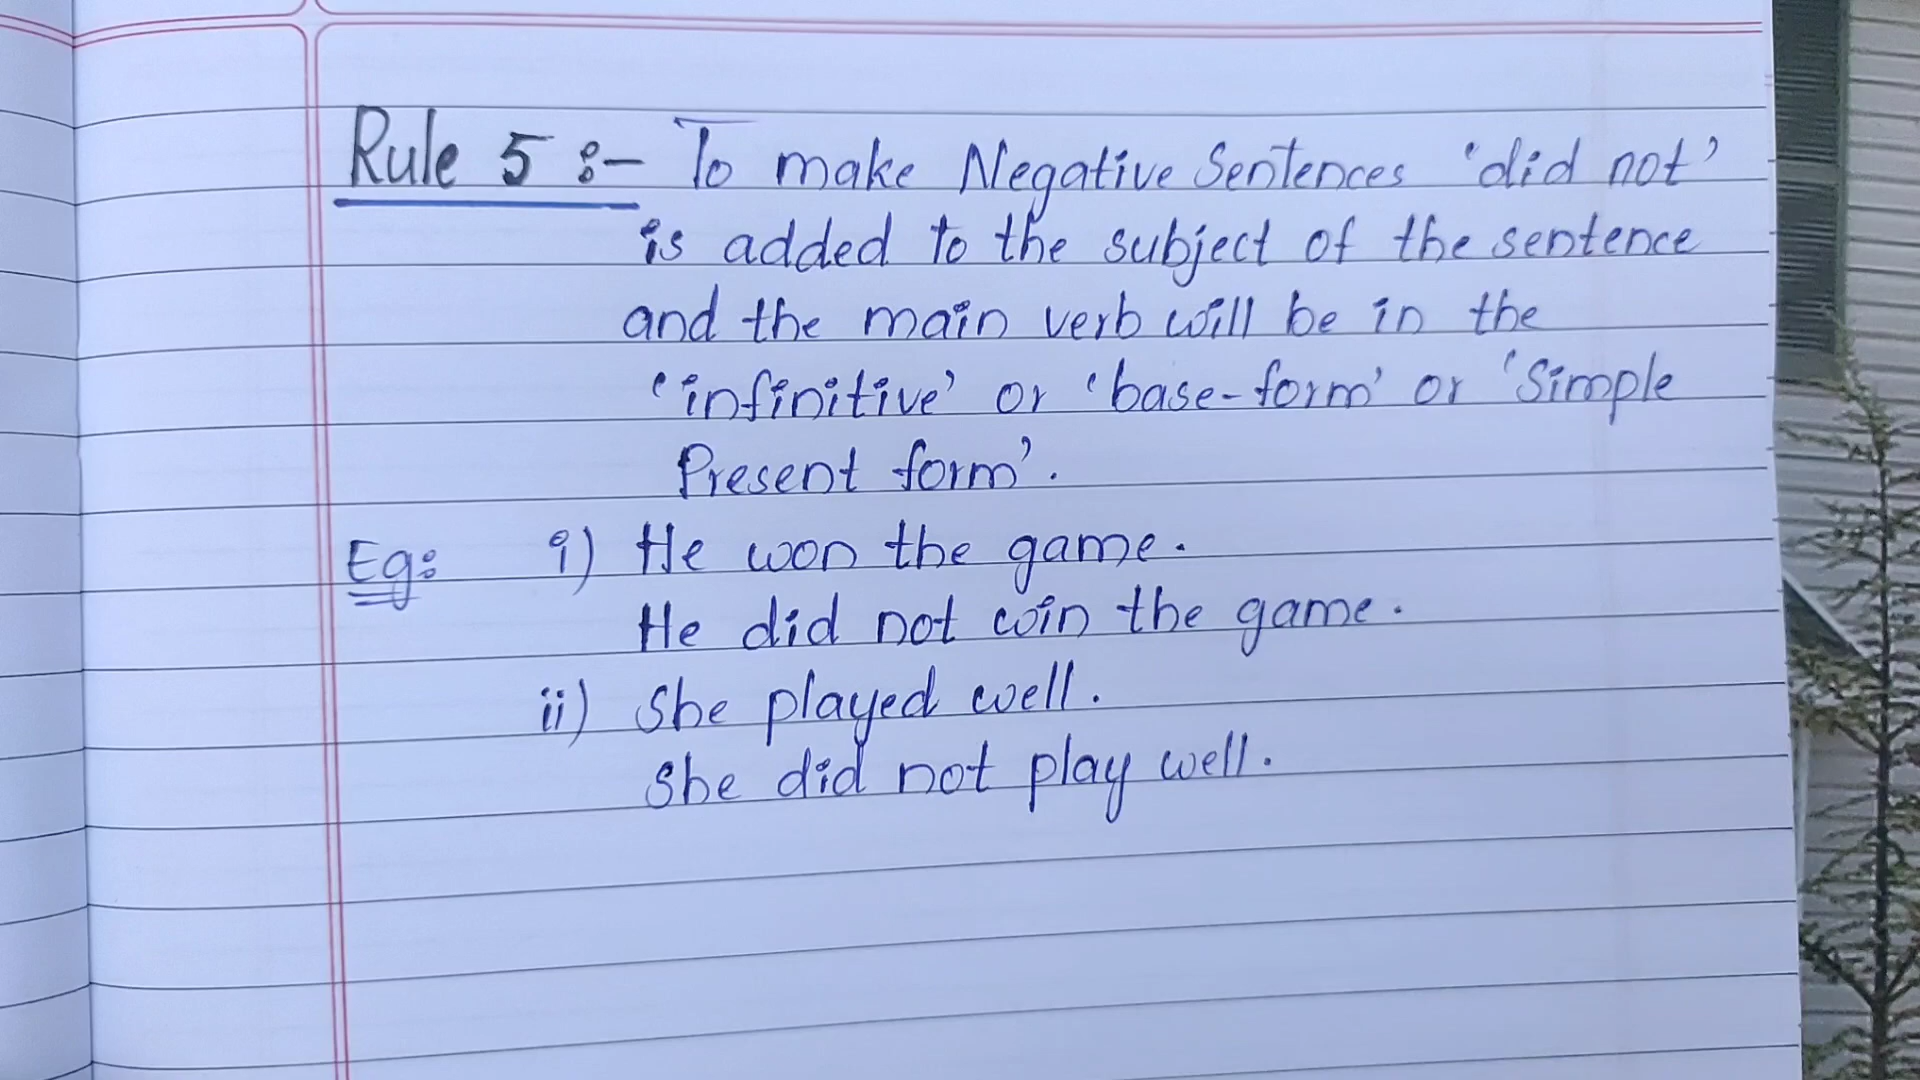 Rule 5 :- To make Negative Sentences 'did not'
is added to the subject of the sentence
and the main verb will be in the
'infinitive' or 'base-form' or 'Simple
Present form'.
Eg: i) He won the game.
He did not win the game.
ii) She played well.
She did not play well.